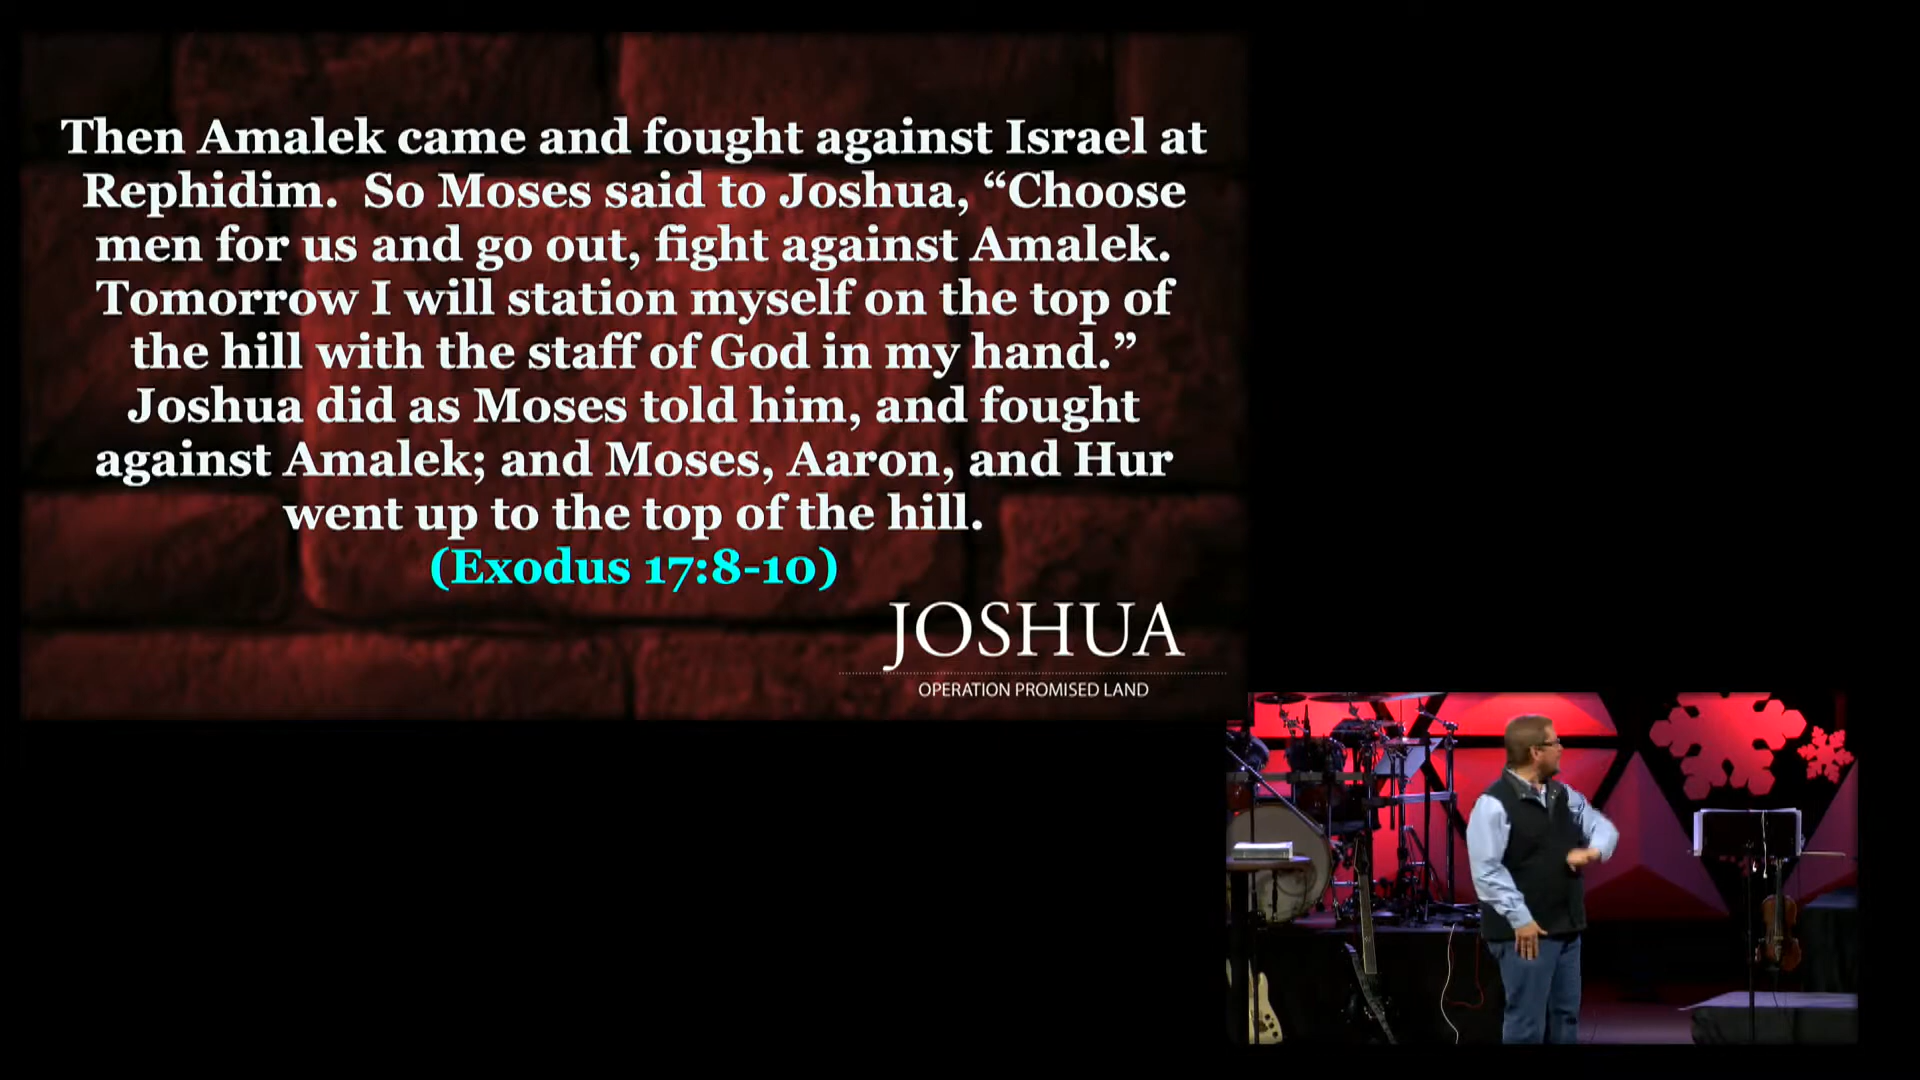 Then Amalek came and fought against Israel at
Rephidim.  So Moses said to Joshua, “Choose
men for us and go out, fight against Amalek.
Tomorrow I will station myself on the top of
the hill with the staff of God in my hand.”
Joshua did as Moses told him, and fought
against Amalek; and Moses, Aaron, and Hur
went up to the top of the hill.
(Exodus 17:8-10)
JOSHUA
OPERATION PROMISED LAND